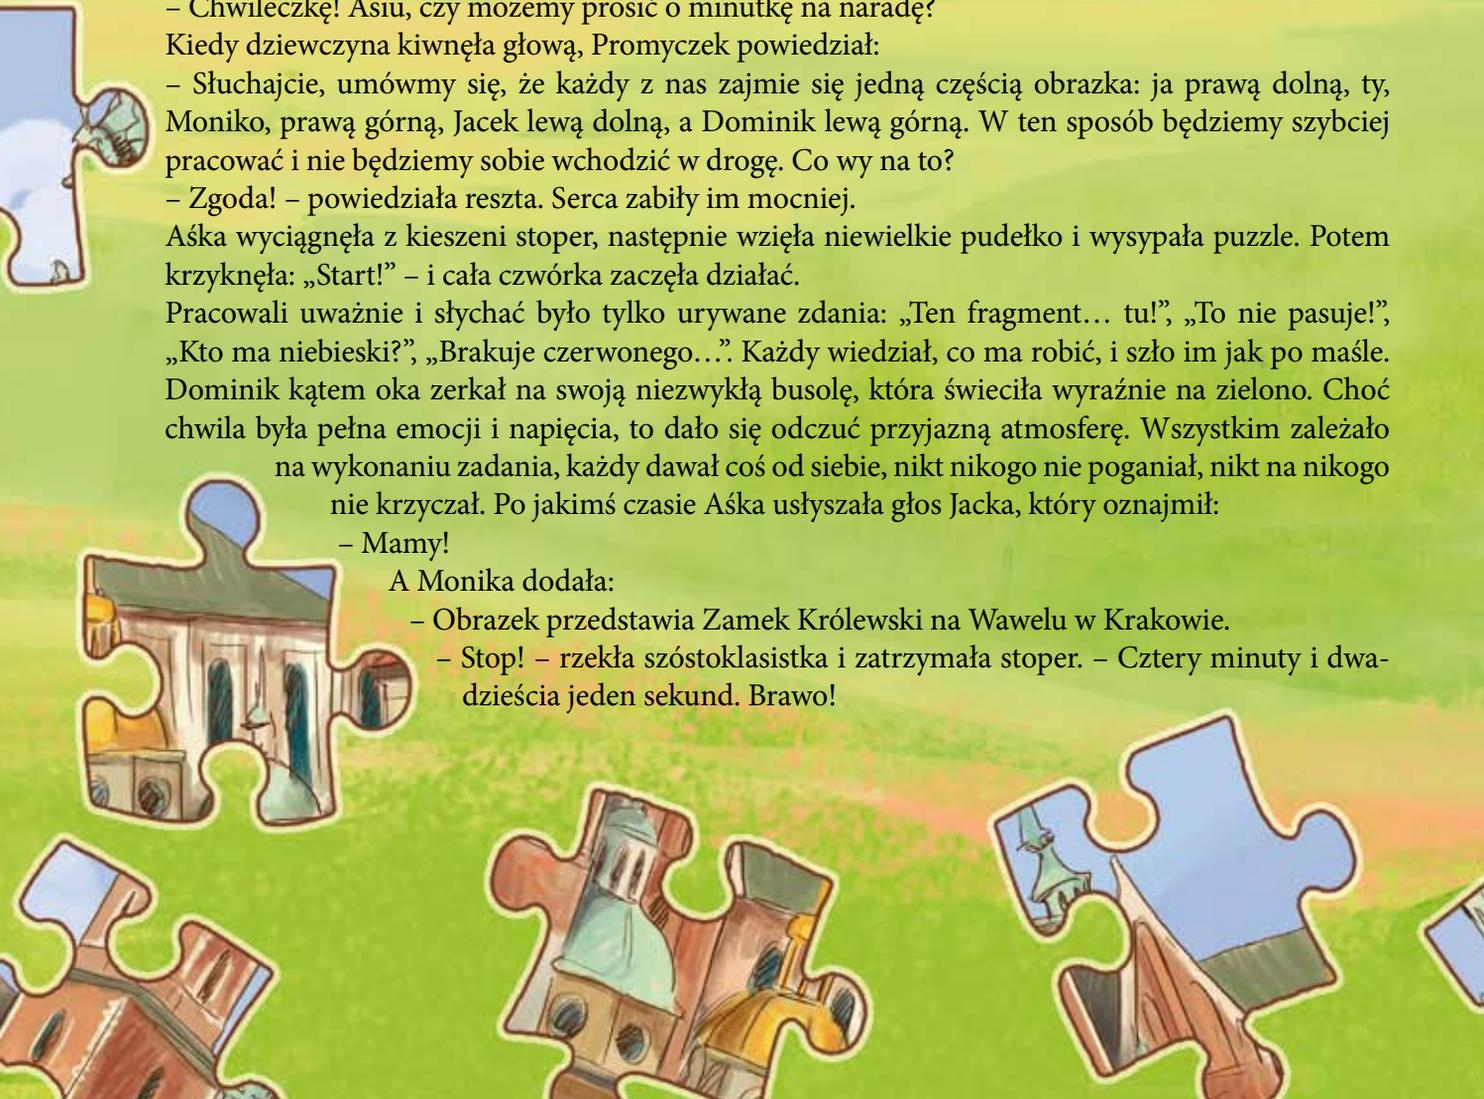 – Chwileczkę! Asiu, czy możemy prosić o minutkę na naradę?
Kiedy dziewczyna kiwnęła głową, Promyczek powiedział:
– Słuchajcie, umówmy się, że każdy z nas zajmie się jedną częścią obrazka: ja prawą dolną, ty,
Moniko, prawą górną, Jacek lewą dolną, a Dominik lewą górną. W ten sposób będziemy szybciej
pracować i nie będziemy sobie wchodzić w drogę. Co wy na to?
– Zgoda! – powiedziała reszta. Serca zabiły im mocniej.
Aśka wyciągnęła z kieszeni stoper, następnie wzięła niewielkie pudełko i wysypała puzzle. Potem
krzyknęła: „Start!” – i cała czwórka zaczęła działać.
Pracowali uważnie i słychać było tylko urywane zdania: „Ten fragment… tu!”, „To nie pasuje!”,
„Kto ma niebieski?”, „Brakuje czerwonego…”. Każdy wiedział, co ma robić, i szło im jak po maśle.
Dominik kątem oka zerkał na swoją niezwykłą busolę, która świeciła wyraźnie na zielono. Choć
chwila była pełna emocji i napięcia, to dało się odczuć przyjazną atmosferę. Wszystkim zależało
na wykonaniu zadania, każdy dawał coś od siebie, nikt nikogo nie poganiał, nikt na nikogo
nie krzyczał. Po jakimś czasie Aśka usłyszała głos Jacka, który oznajmił:
– Mamy!
A Monika dodała:
– Obrazek przedstawia Zamek Królewski na Wawelu w Krakowie.
– Stop! – rzekła szóstoklasistka i zatrzymała stoper. – Cztery minuty i dwa-
dzieścia jeden sekund. Brawo!